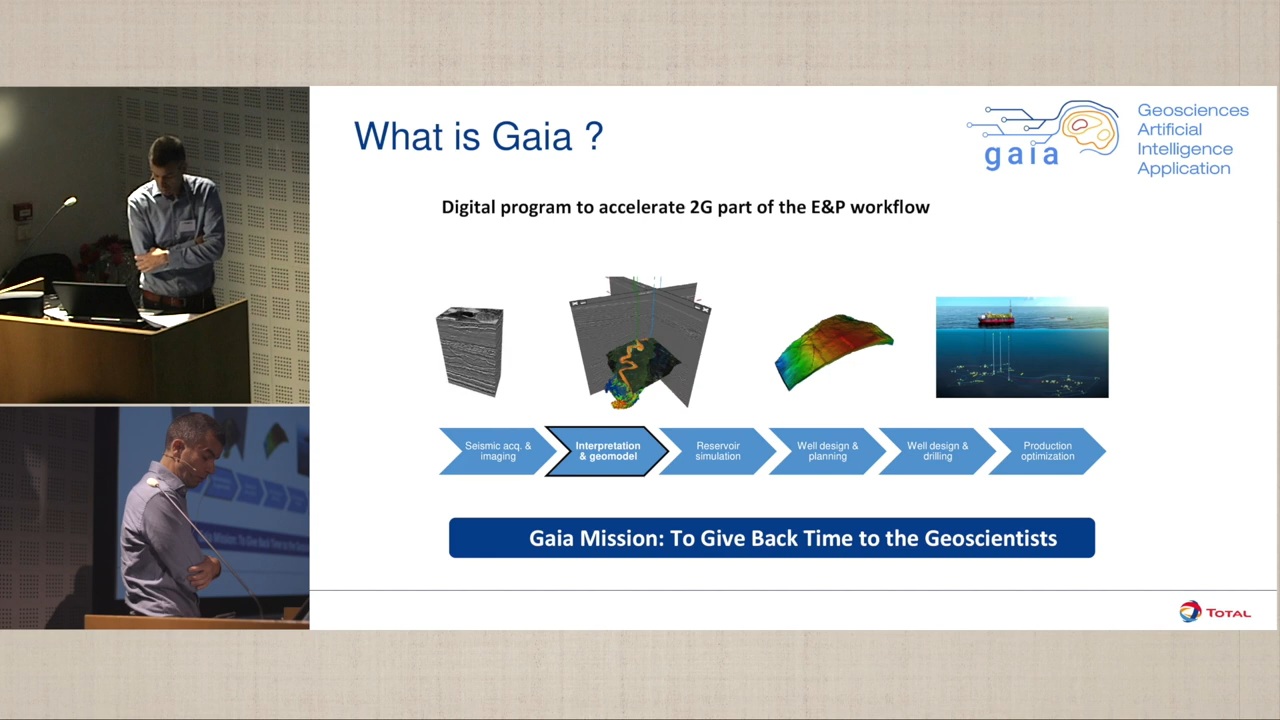 What is Gaia ?
gaia
Geosciences
Artificial
Intelligence
Application
Digital program to accelerate 2G part of the E&P workflow
Seismic acq. &
imaging
Interpretation
& geomodel
Reservoir
simulation
Well design &
planning
Well design &
drilling
Production
optimization
Gaia Mission: To Give Back Time to the Geoscientists
TOTAL